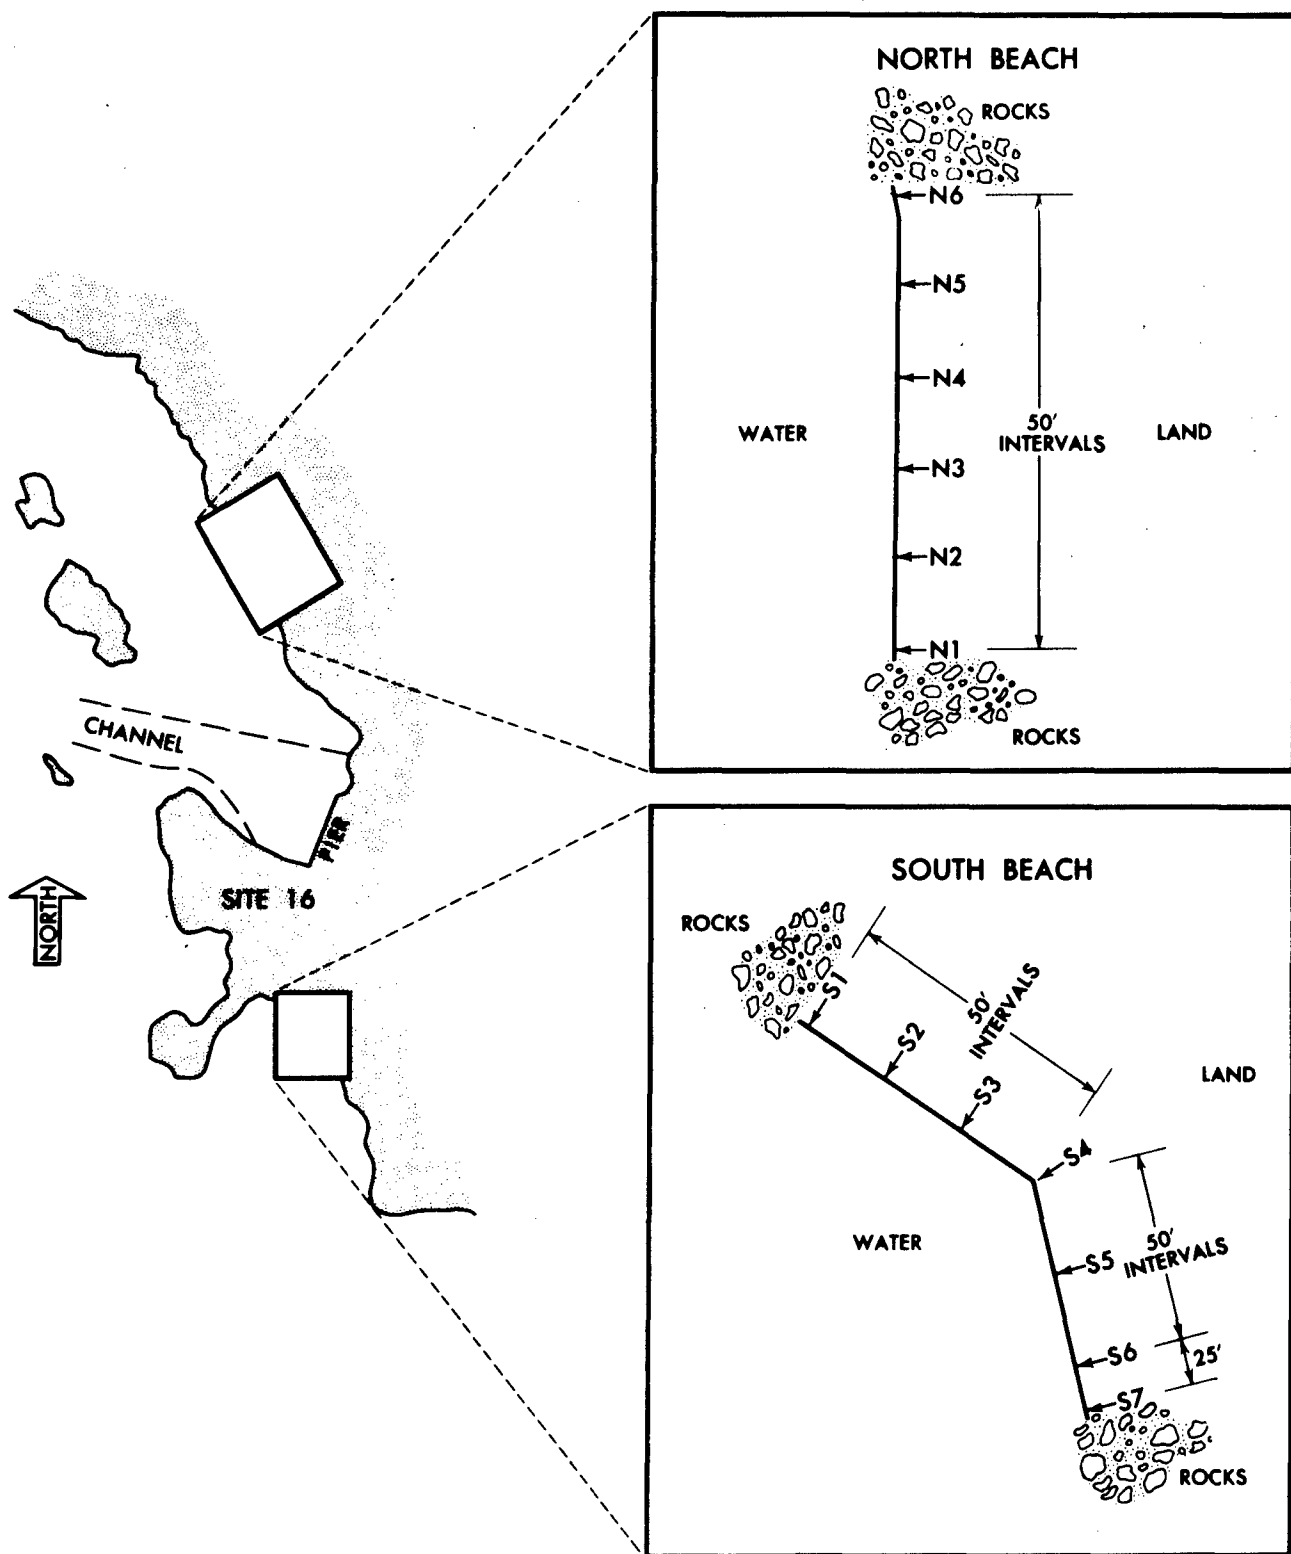 NORTH BEACH
ROCKS
N6
N5
N4
50'
INTERVALS
WATER
LAND
N3
N2
N1
ROCKS
CHANNEL
PIER
SITE 16
NORTH
SOUTH BEACH
ROCKS
S1
50'
INTERVALS
S2
S3
LAND
S4
WATER
50'
INTERVALS
S5
S6
25'
S7
ROCKS